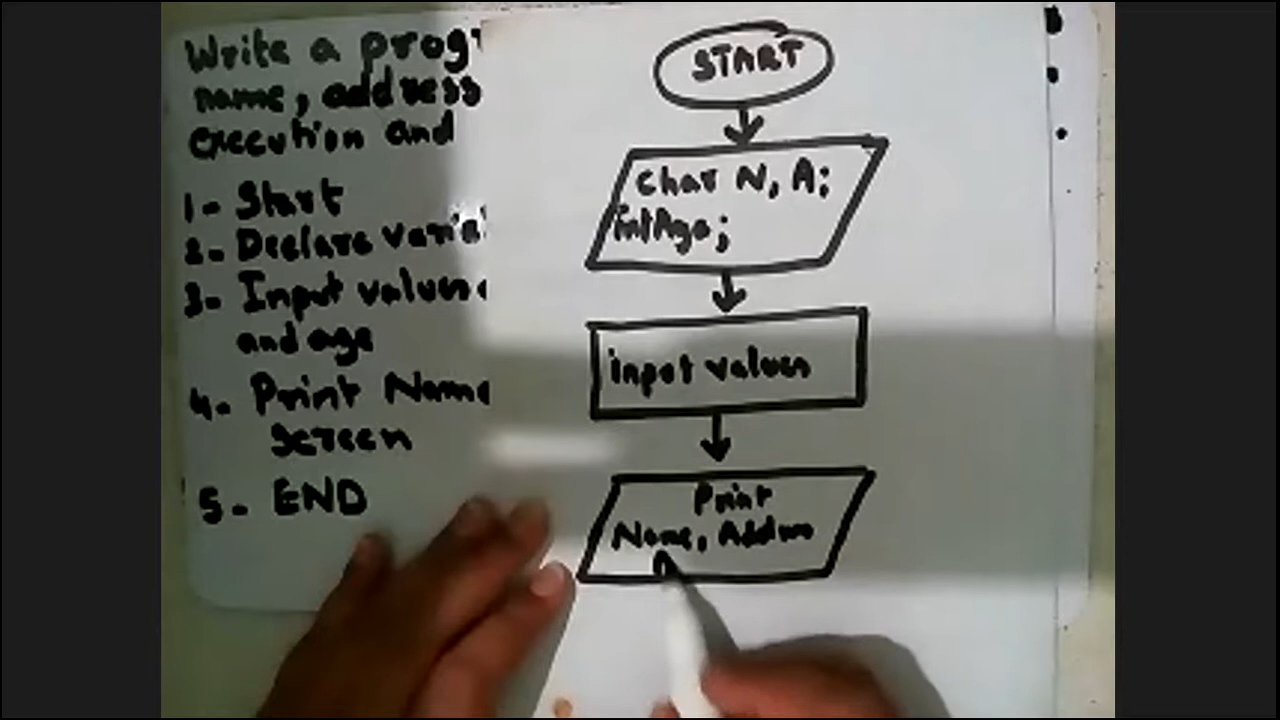 Write a prog
name, address
execution and
1- Start
2- Declare varia
3- Input values
and age
4- Print Name
screen
5- END
START
char N, A;
int Age;
input values
Print
Name, Address
A